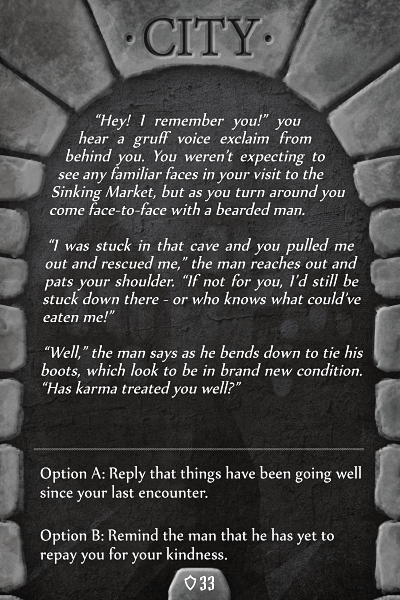 · CITY ·
“Hey! I remember you!” you
hear a gruff voice exclaim from
behind you. You weren’t expecting to
see any familiar faces in your visit to the
Sinking Market, but as you turn around you
come face-to-face with a bearded man.
“I was stuck in that cave and you pulled me
out and rescued me,” the man reaches out and
pats your shoulder. “If not for you, I’d still be
stuck down there - or who knows what could’ve
eaten me!”
“Well,” the man says as he bends down to tie his
boots, which look to be in brand new condition.
“Has karma treated you well?”
Option A: Reply that things have been going well
since your last encounter.
Option B: Remind the man that he has yet to
repay you for your kindness.
33